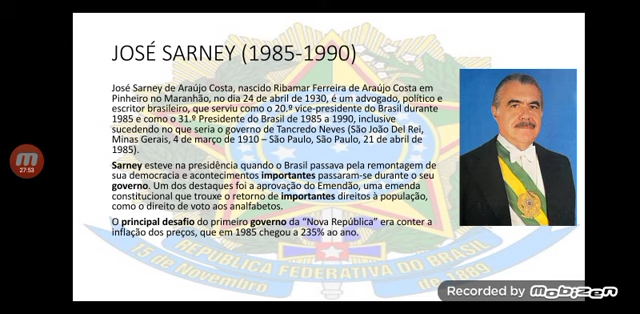 JOSÉ SARNEY (1985-1990)
José Sarney de Araújo Costa, nascido Ribamar Ferreira de Araújo Costa em
Pinheiro no Maranhão, no dia 24 de abril de 1930, é um advogado, político e
escritor brasileiro, que serviu como o 20.º vice-presidente do Brasil durante
1985 e como o 31.º Presidente do Brasil de 1985 a 1990, inclusive
sucedendo no que seria o governo de Tancredo Neves (São João Del Rei,
Minas Gerais, 4 de março de 1910 – São Paulo, São Paulo, 21 de abril de
1985).
Sarney esteve na presidência quando o Brasil passava pela remontagem de
sua democracia e acontecimentos importantes passaram-se durante o seu
governo. Um dos destaques foi a aprovação do Emendão, uma emenda
constitucional que trouxe o retorno de importantes direitos à população,
como o direito de voto aos analfabetos.
O principal desafio do primeiro governo da “Nova República” era conter a
inflação dos preços, que em 1985 chegou a 235% ao ano.
REPÚBLICA FEDERATIVA DO BRASIL
15 de Novembro de 1889
27:53
Recorded by Mobizen